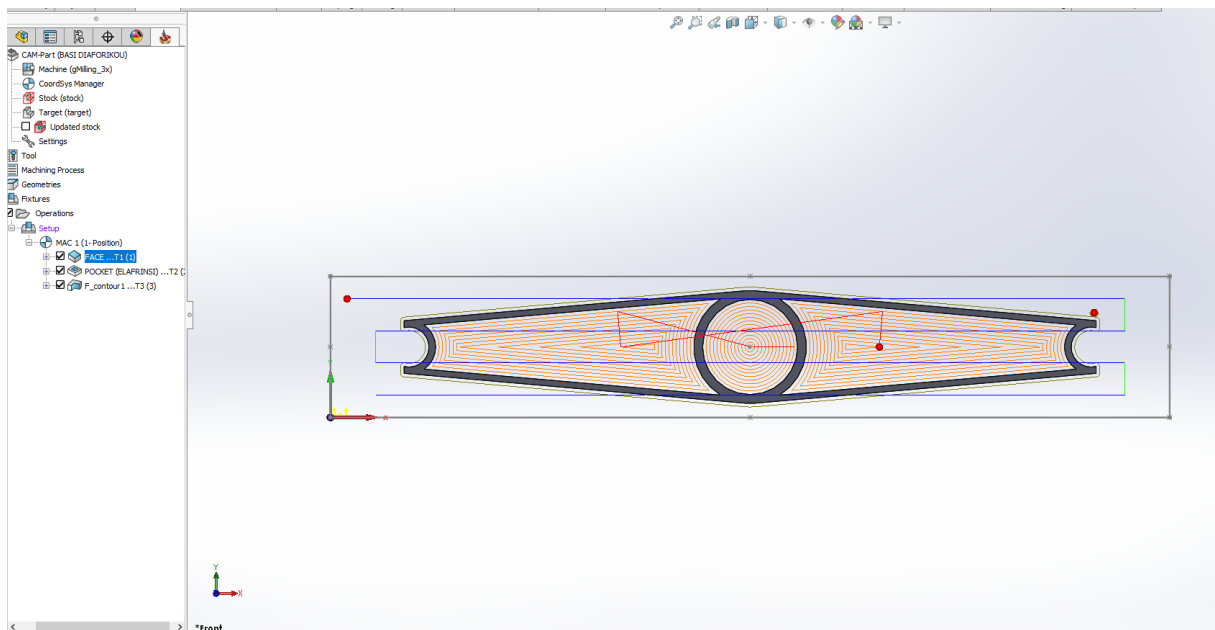 CAM-Part (BASI DIAFORIKOU)
Machine (gMilling_3x)
CoordSys Manager
Stock (stock)
Target (target)
Updated stock
Settings
Tool
Machining Process
Geometries
Fixtures
Operations
Setup
MAC 1 (1- Position)
FACE ...T1 (1)
POCKET (ELAFRINSI) ...T2 (
F_contour1 ...T3 (3)
Y
X
*Front